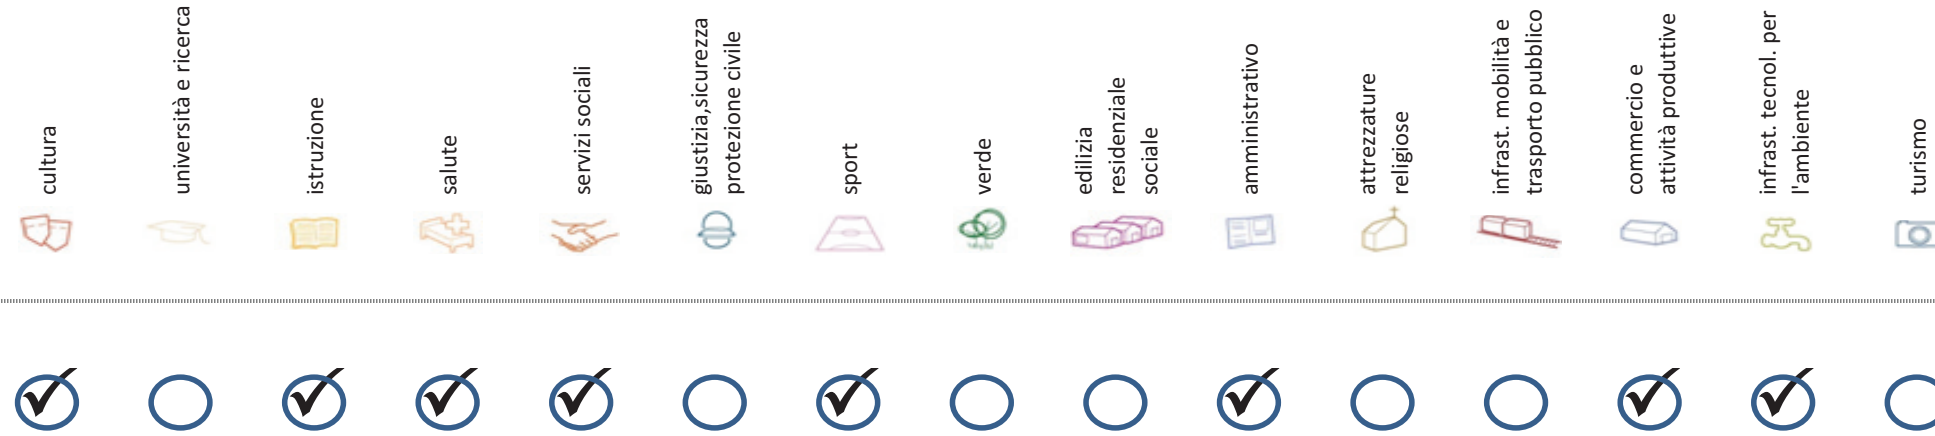 cultura
università e ricerca
istruzione
salute
servizi sociali
giustizia,sicurezza
protezione civile
sport
verde
edilizia
residenziale
sociale
amministrativo
attrezzature
religiose
infrast. mobilità e
trasporto pubblico
commercio e
attività produttive
infrast. tecnol. per
l'ambiente
turismo